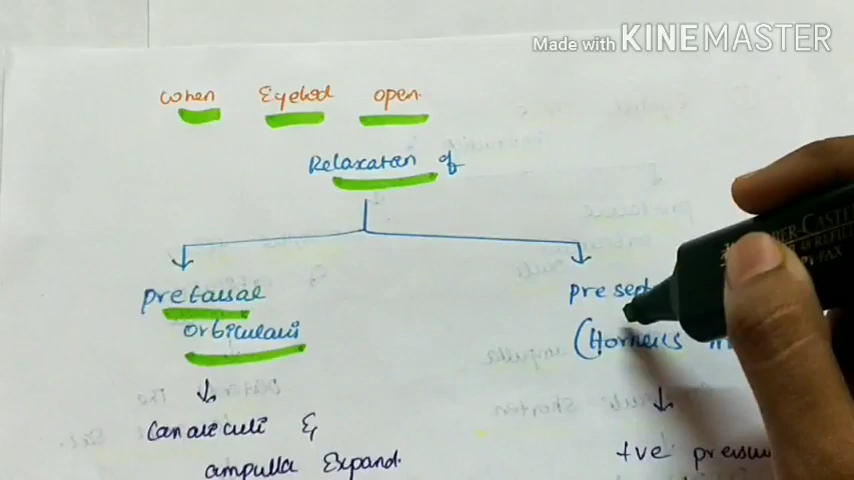 Made with KINEMASTER
When Eyelid open.
Relaxation of
pretarsal
orbicularis
Canaliculi &
ampulla Expand.
pre sept
(Horner's m
+ve pressu